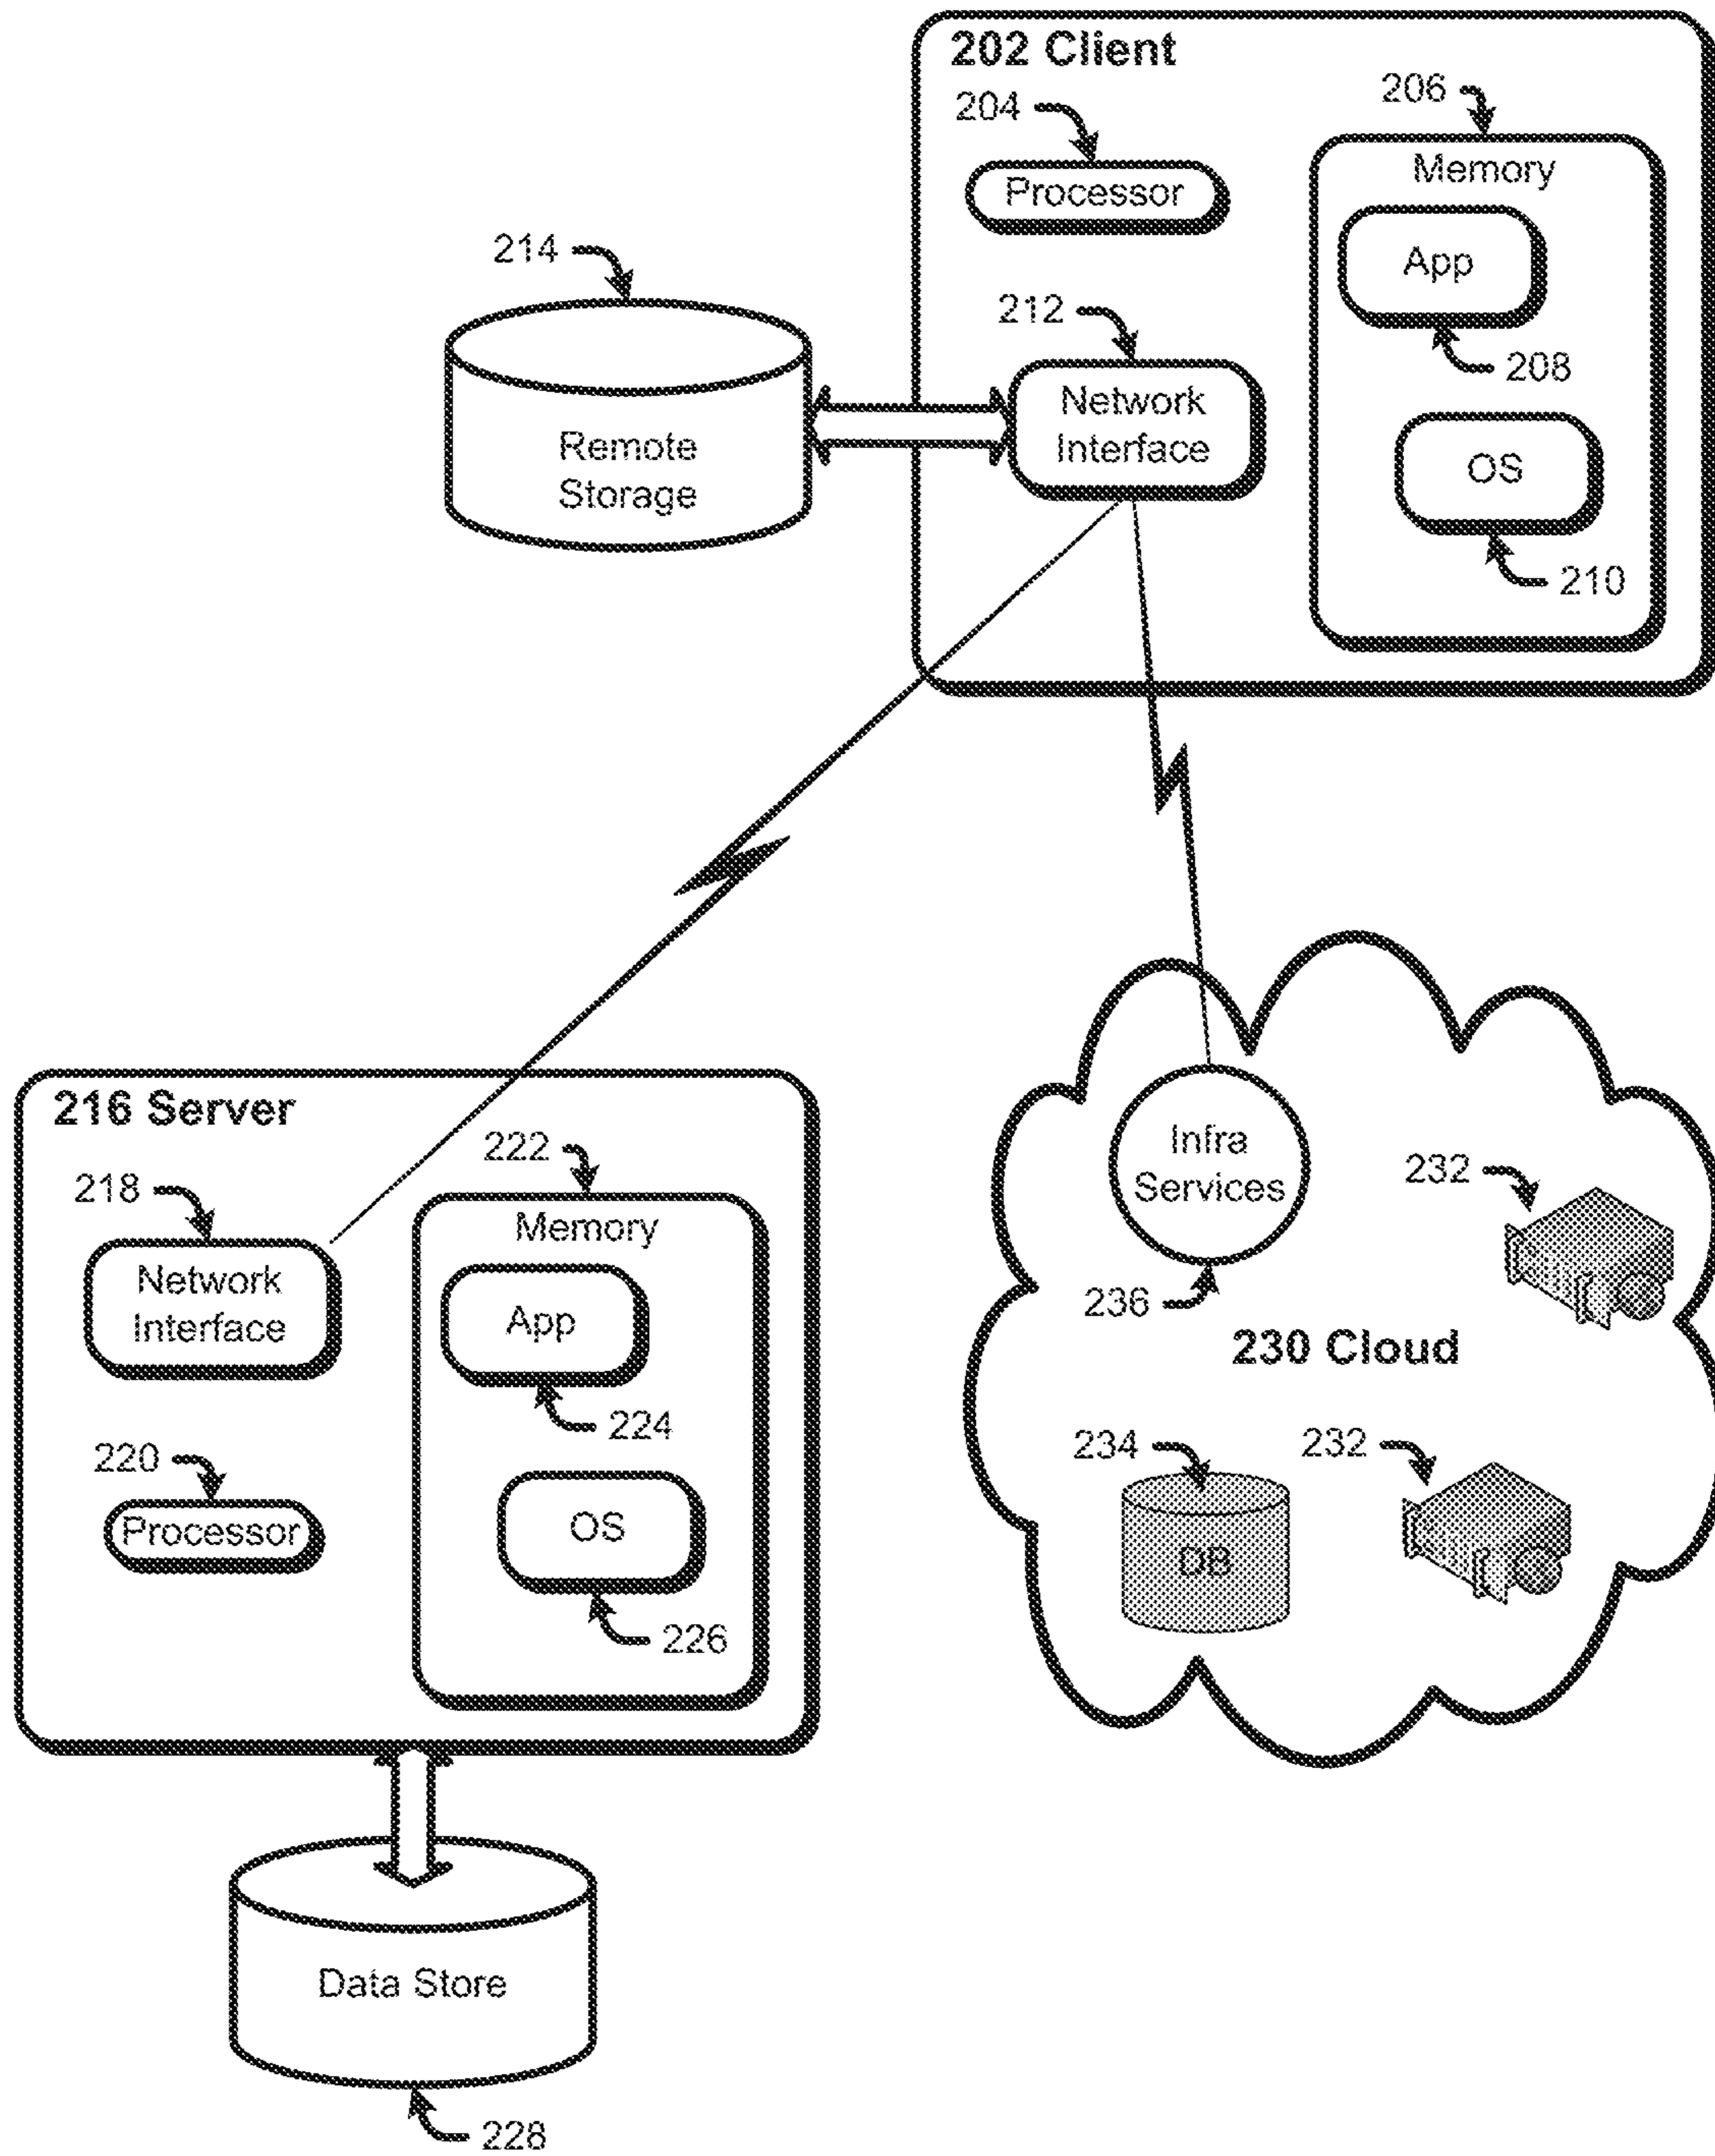 202 Client
204
206
Processor
Memory
App
208
214
212
Network
Interface
Remote
Storage
OS
210
216 Server
218
222
Network
Interface
Memory
App
224
220
Processor
OS
226
Infra
Services
236
232
230 Cloud
234
232
DB
Data Store
228